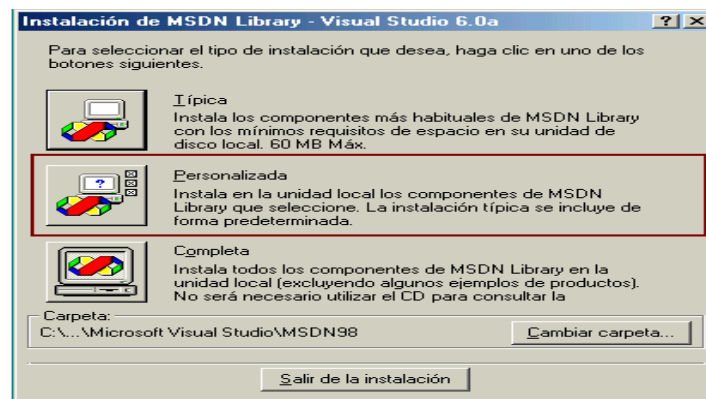 Instalación de MSDN Library - Visual Studio 6.0a
Para seleccionar el tipo de instalación que desea, haga clic en uno de los
botones siguientes.
Típica
Instala los componentes más habituales de MSDN Library
con los mínimos requisitos de espacio en su unidad de
disco local. 60 MB Máx.
Personalizada
Instala en la unidad local los componentes de MSDN
Library que seleccione. La instalación típica se incluye de
forma predeterminada.
Completa
Instala todos los componentes de MSDN Library en la
unidad local (excluyendo algunos ejemplos de productos).
No será necesario utilizar el CD para consultar la
Carpeta:
C:\...\Microsoft Visual Studio\MSDN98
Cambiar carpeta...
Salir de la instalación